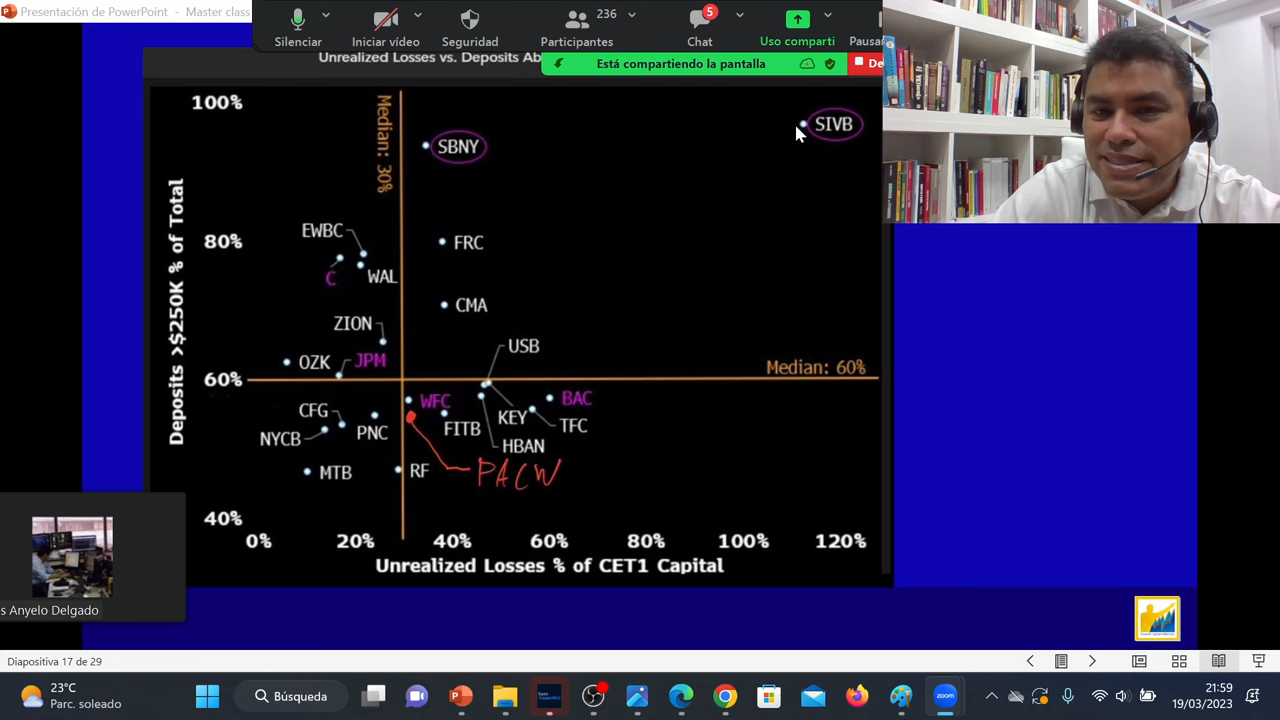 Presentación de PowerPoint - Master class
Silenciar
Iniciar vídeo
Seguridad
236
Participantes
5
Chat
Uso comparti
Pausar
Está compartiendo la pantalla
De
Unrealized Losses vs. Deposits Ab
Deposits >$250K % of Total
100%
80%
60%
40%
Median: 30%
SBNY
SIVB
EWBC
C
WAL
FRC
CMA
ZION
OZK
JPM
USB
Median: 60%
WFC
BAC
CFG
NYCB
PNC
FITB
KEY
TFC
HBAN
MTB
RF
PACW
0%
20%
40%
60%
80%
100%
120%
Unrealized Losses % of CET1 Capital
s Anyelo Delgado
Diapositiva 17 de 29
23°C
Parc. soleado
Búsqueda
zoom
21:59
19/03/2023